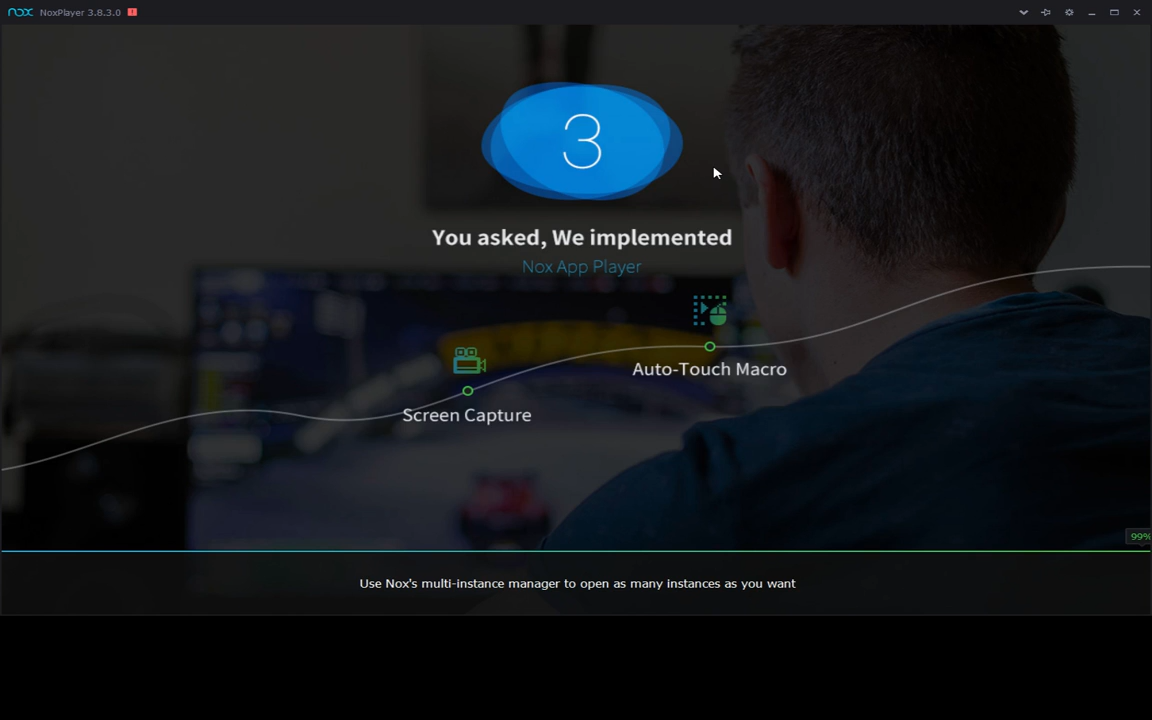 nox NoxPlayer 3.8.3.0
3
You asked, We implemented
Nox App Player
Auto-Touch Macro
Screen Capture
99%
Use Nox's multi-instance manager to open as many instances as you want